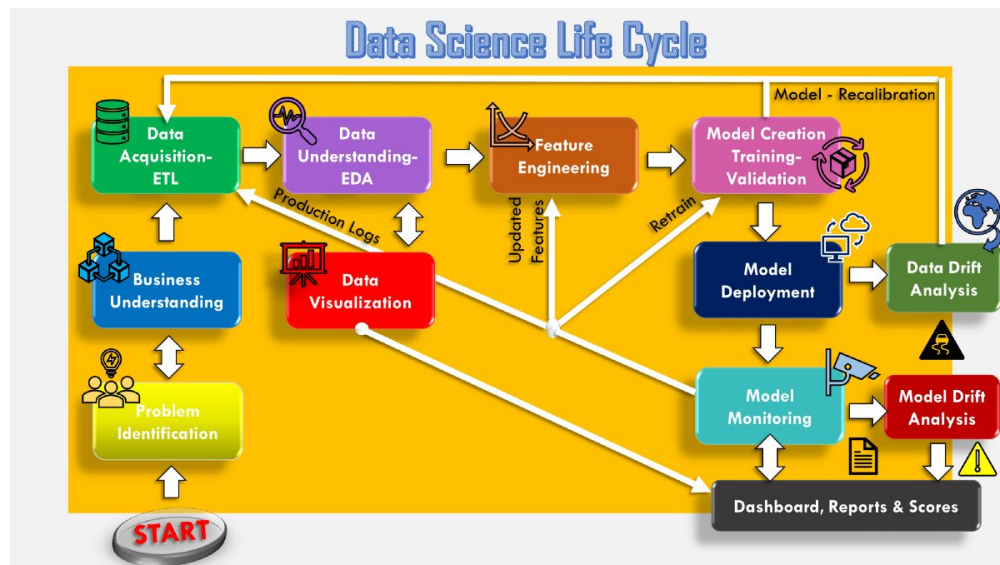 Data Science Life Cycle
Model - Recalibration
Data
Acquisition-
ETL
Data
Understanding-
EDA
Feature
Engineering
Model Creation
Training-
Validation
Production Logs
Updated
Features
Retrain
Business
Understanding
Data
Visualization
Model
Deployment
Data Drift
Analysis
Problem
Identification
Model
Monitoring
Model Drift
Analysis
Dashboard, Reports & Scores
START